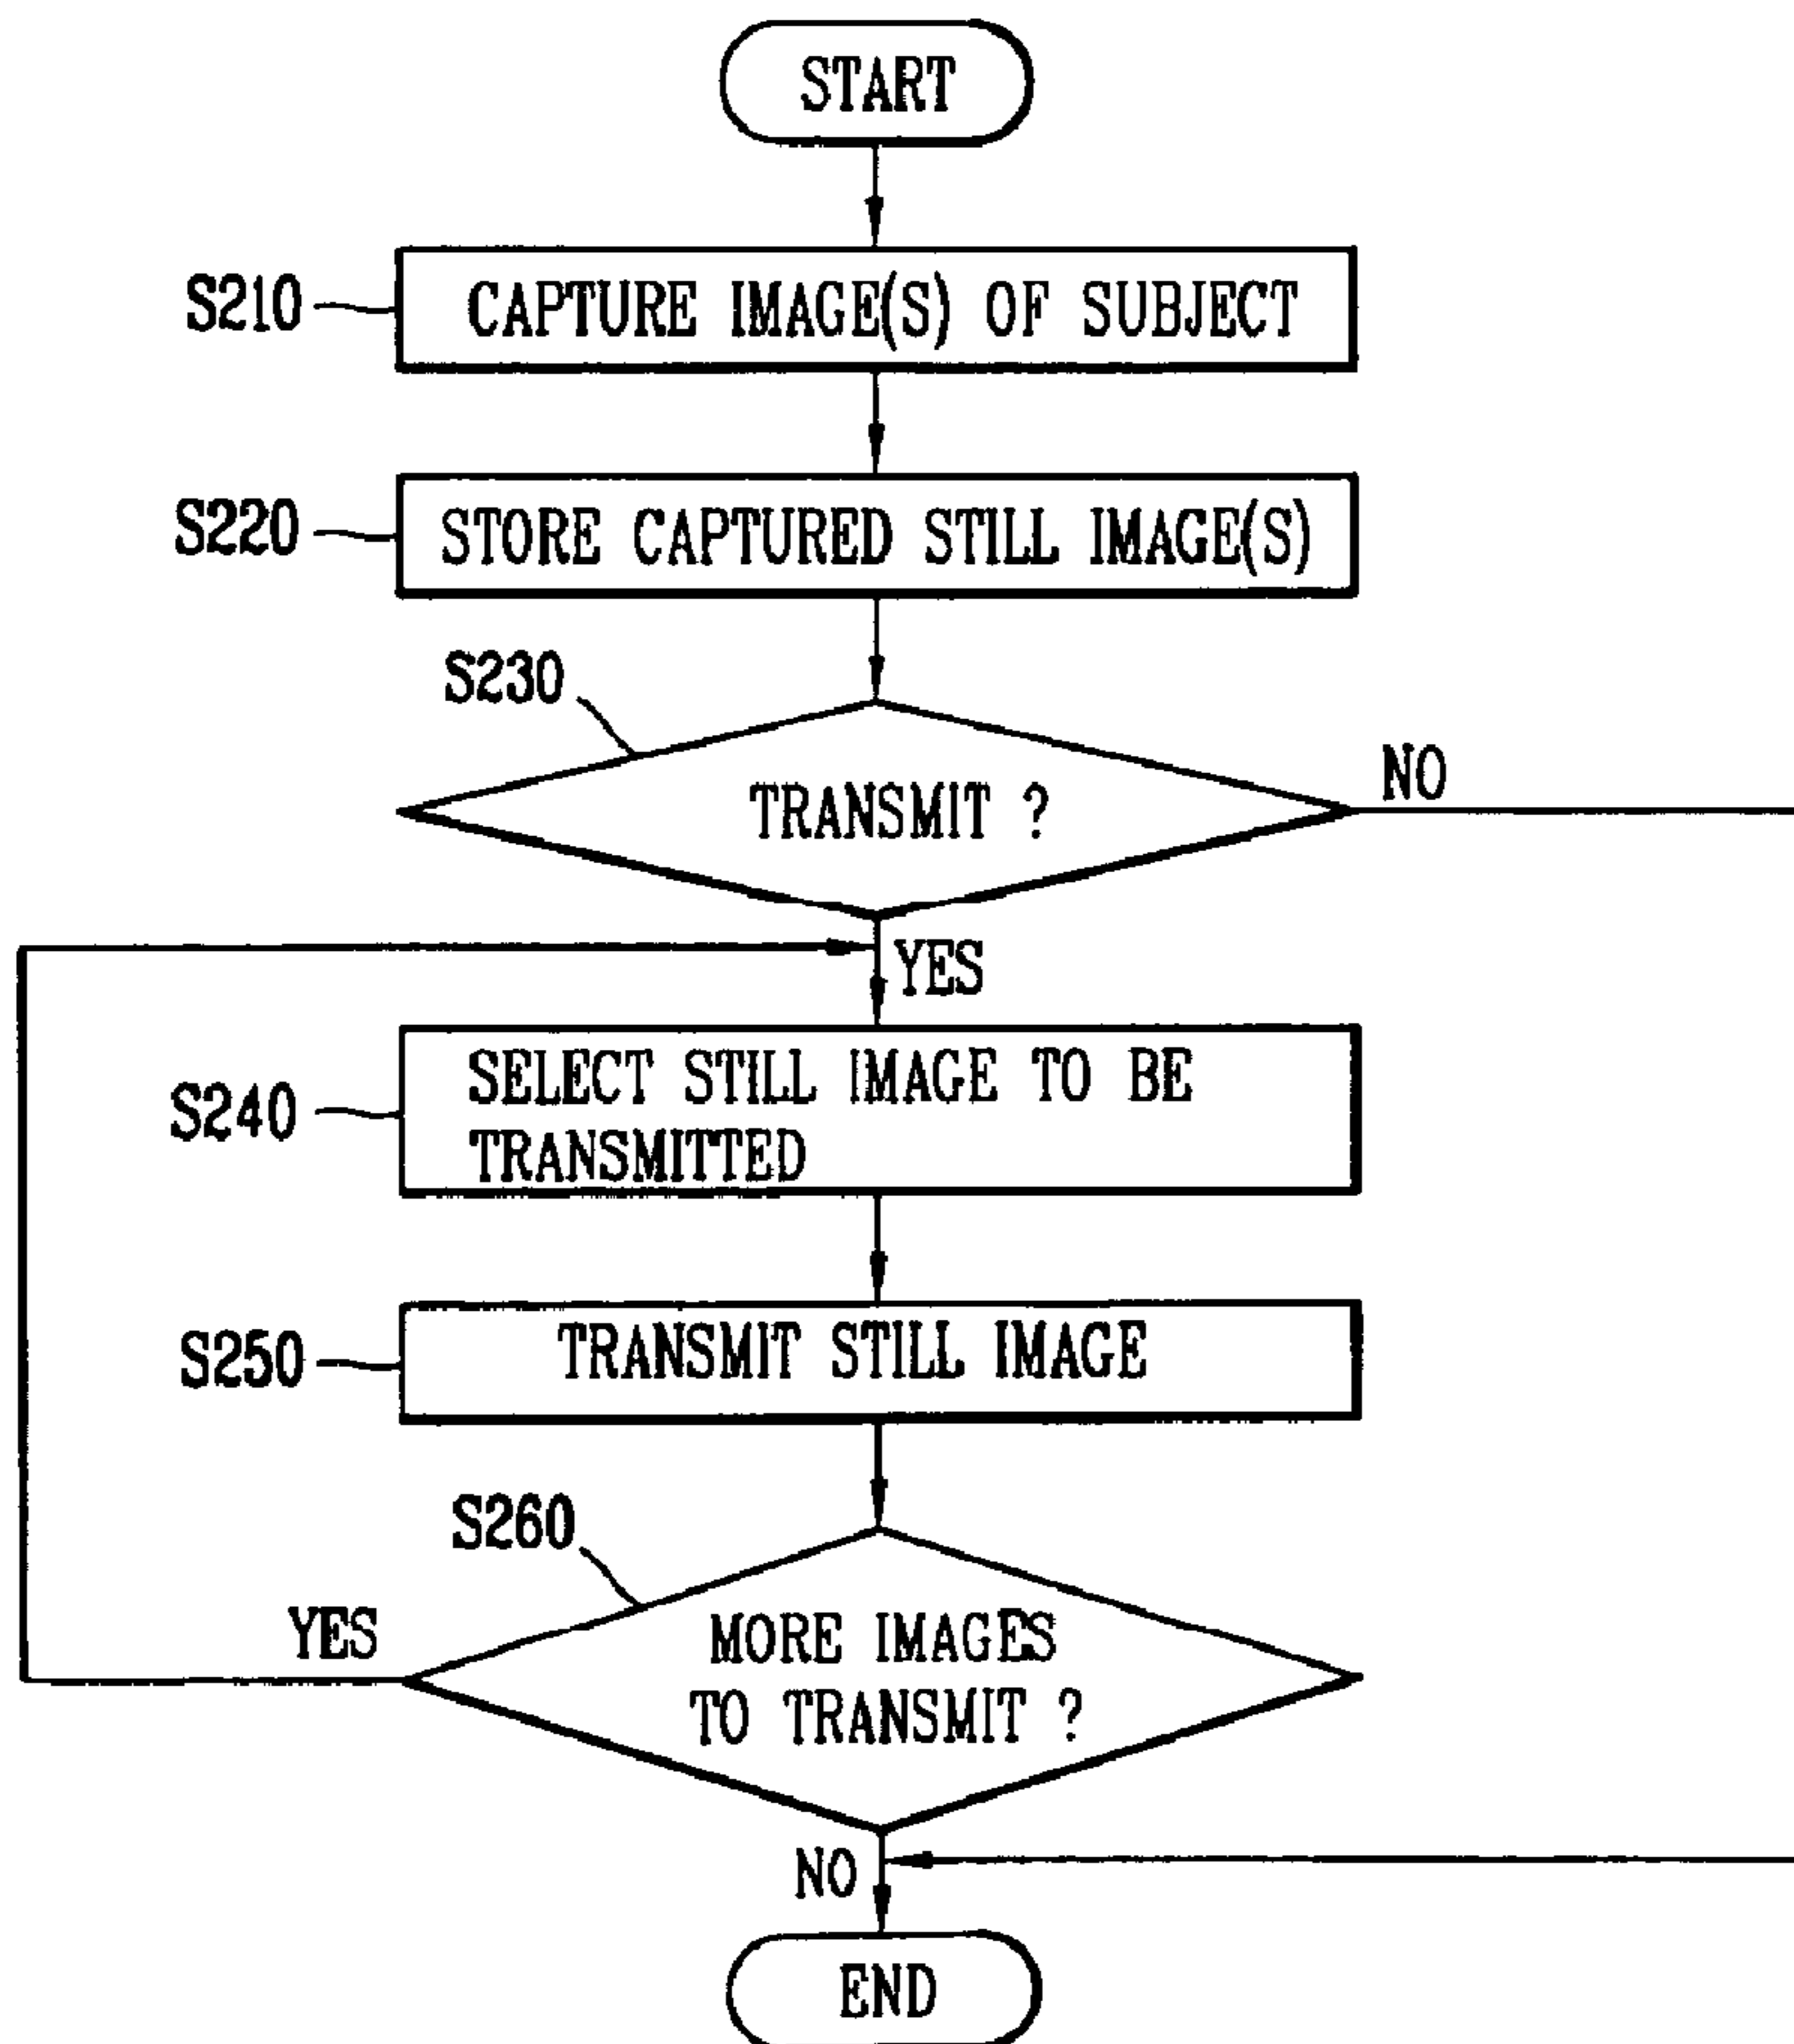 START
S210
CAPTURE IMAGE(S) OF SUBJECT
S220
STORE CAPTURED STILL IMAGE(S)
S230
TRANSMIT ?
NO
YES
S240
SELECT STILL IMAGE TO BE
TRANSMITTED
S250
TRANSMIT STILL IMAGE
S260
YES
MORE IMAGES
TO TRANSMIT ?
NO
END